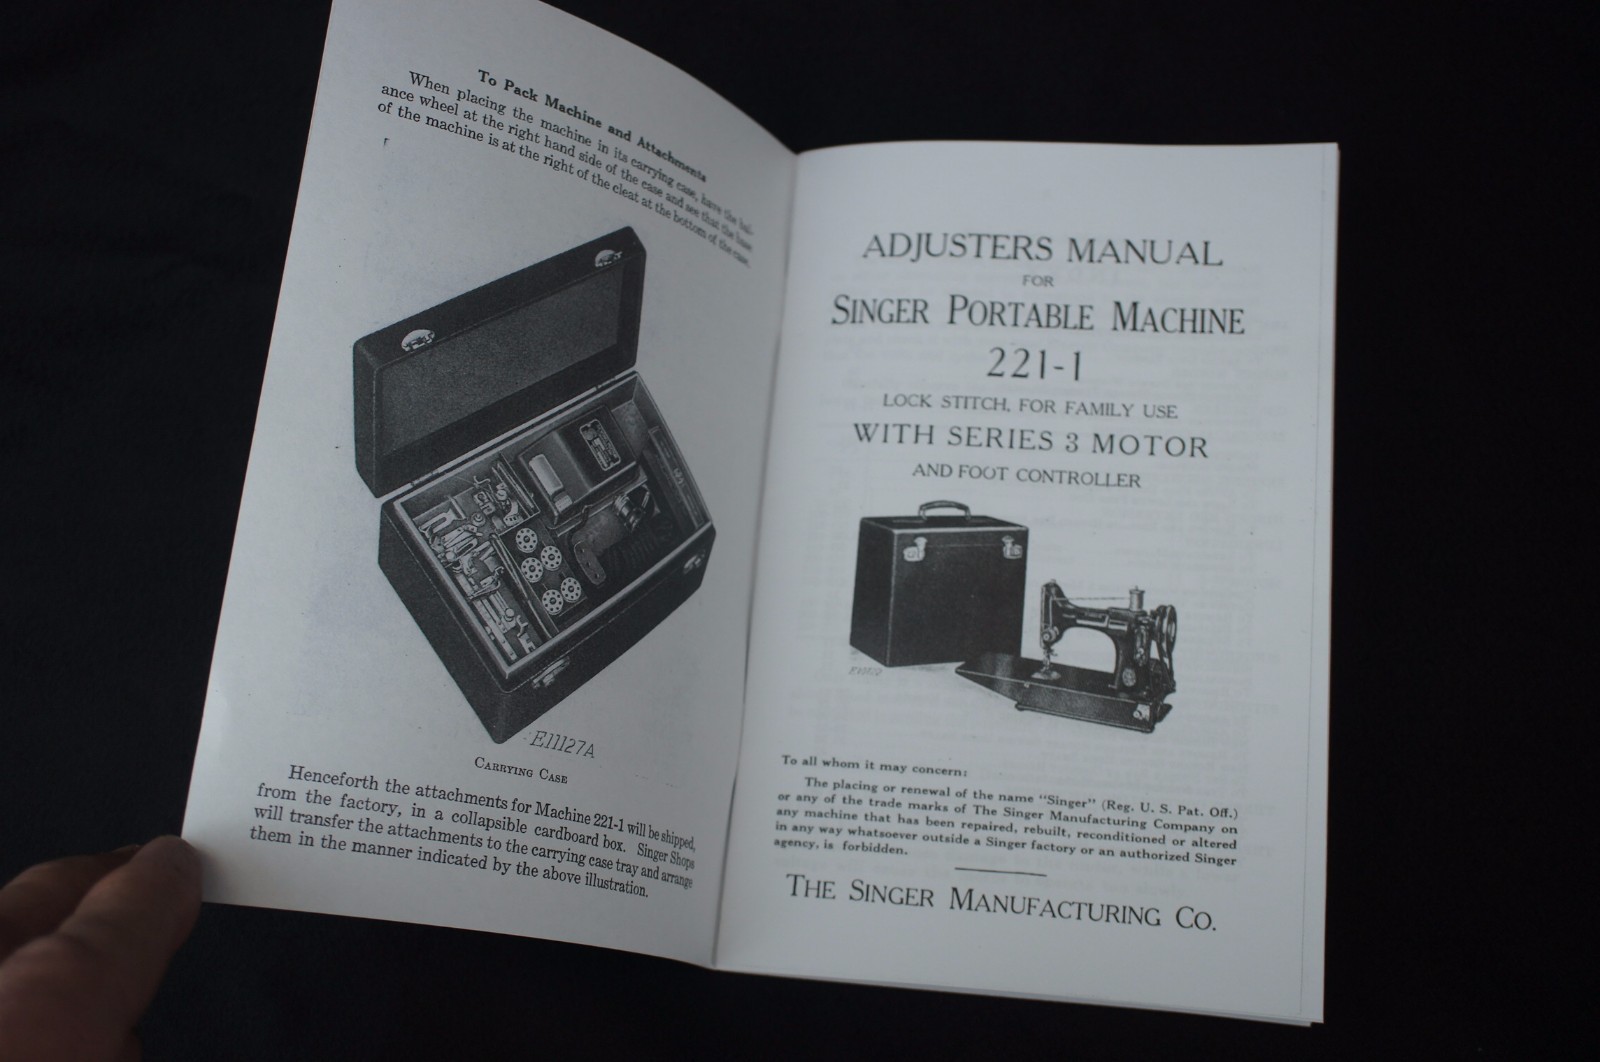 To Pack Machine and Attachments
When placing the machine in its carrying case, have the bal-
ance wheel at the right hand side of the case and see that the base
of the machine is at the right of the cleat at the bottom of the case.
E11127A
CARRYING CASE
Henceforth the attachments for Machine 221-1 will be shipped,
from the factory, in a collapsible cardboard box. Singer Shops
will transfer the attachments to the carrying case tray and arrange
them in the manner indicated by the above illustration.
ADJUSTERS MANUAL
FOR
SINGER PORTABLE MACHINE
221-1
LOCK STITCH, FOR FAMILY USE
WITH SERIES 3 MOTOR
AND FOOT CONTROLLER
To all whom it may concern:
The placing or renewal of the name "Singer" (Reg. U. S. Pat. Off.)
or any of the trade marks of The Singer Manufacturing Company on
any machine that has been repaired, rebuilt, reconditioned or altered
in any way whatsoever outside a Singer factory or an authorized Singer
agency, is forbidden.
THE SINGER MANUFACTURING CO.